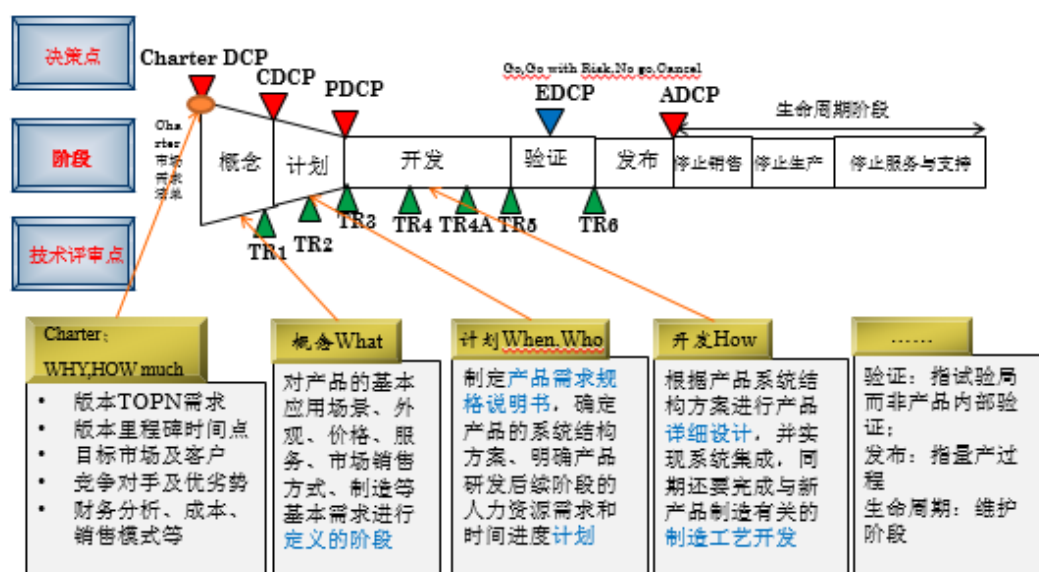 决策点
Charter DCP
CDCP
PDCP
Go,Go with Risk,No go,Cancel
EDCP
ADCP
生命周期阶段
阶段
Cha
rter
市场
需求
清单
概念
计划
开发
验证
发布
停止销售
停止生产
停止服务与支持
技术评审点
TR1
TR2
TR3
TR4
TR4A
TR5
TR6
Charter：
WHY,HOW much
• 版本TOPN需求
• 版本里程碑时间点
• 目标市场及客户
• 竞争对手及优劣势
• 财务分析、成本、
销售模式等
概念What
对产品的基本
应用场景、外
观、价格、服
务、市场销售
方式、制造等
基本需求进行
定义的阶段
计划When.Who
制定产品需求规
格说明书，确定
产品的系统结构
方案、明确产品
研发后续阶段的
人力资源需求和
时间进度计划
开发How
根据产品系统结
构方案进行产品
详细设计，并实
现系统集成，同
期还要完成与新
产品制造有关的
制造工艺开发
……
验证：指试验局
而非产品内部验
证；
发布：指量产过
程
生命周期：维护
阶段